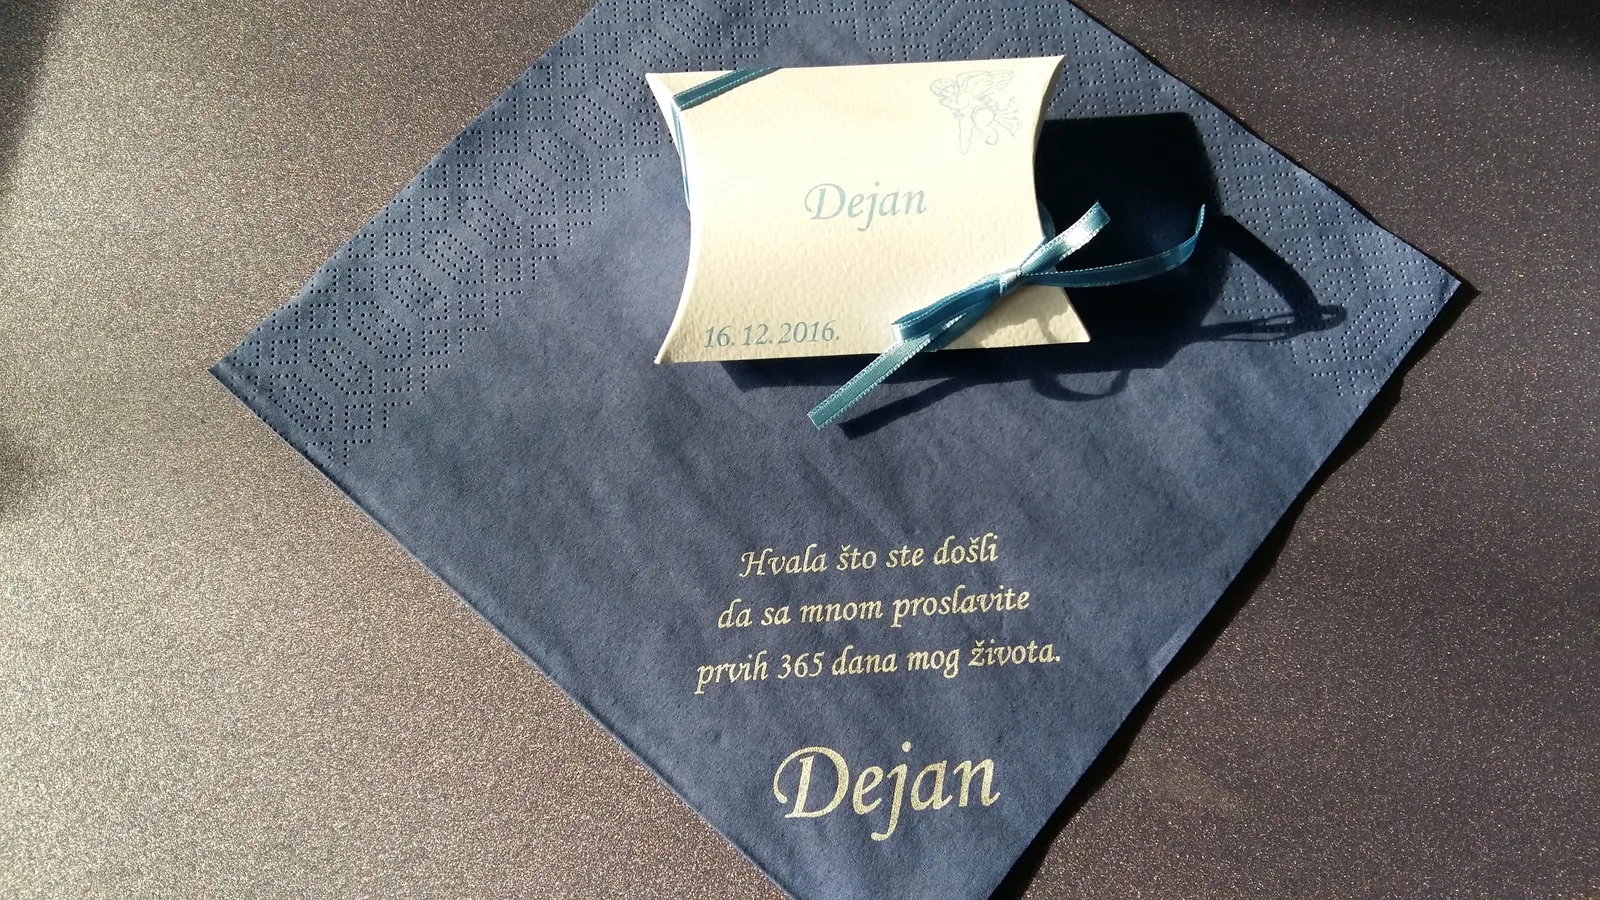 Dejan
16. 12. 2016.
Hvala što ste došli
da sa mnom proslavite
prvih 365 dana mog života.
Dejan